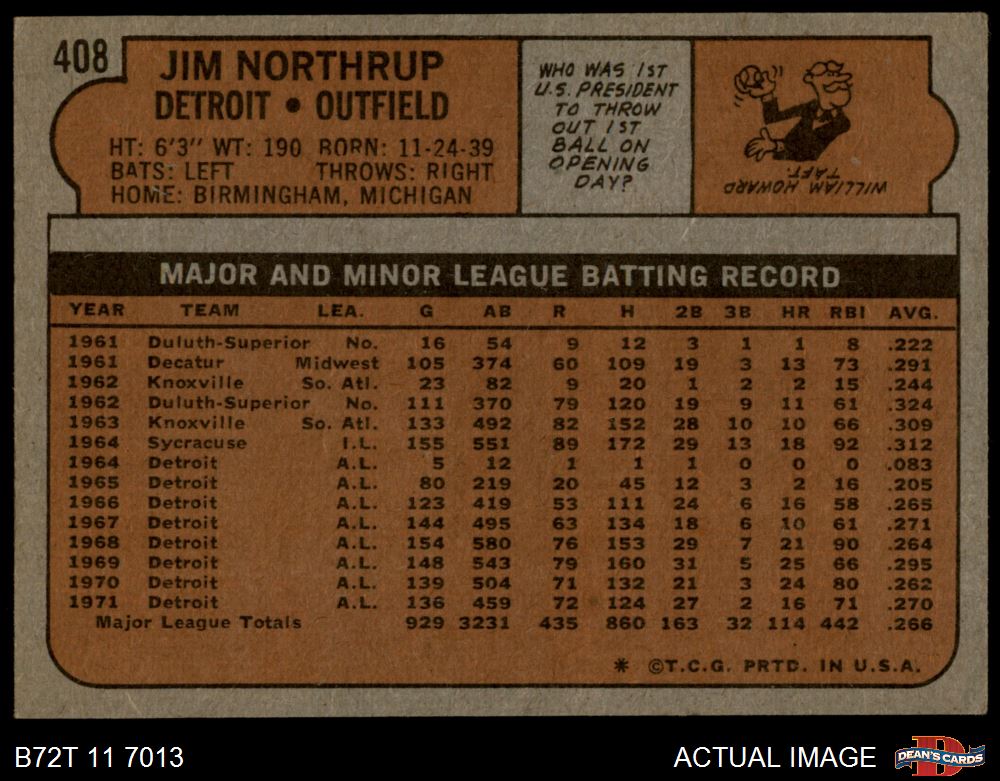 408
JIM NORTHRUP
DETROIT • OUTFIELD
HT: 6'3" WT: 190 BORN: 11-24-39
BATS: LEFT THROWS: RIGHT
HOME: BIRMINGHAM, MICHIGAN
WHO WAS 1ST
U.S. PRESIDENT
TO THROW
OUT 1ST
BALL ON
OPENING
DAY?
WILLIAM HOWARD
TAFT.
MAJOR AND MINOR LEAGUE BATTING RECORD
YEAR TEAM LEA. G AB R H 2B 3B HR RBI AVG.
1961 Duluth-Superior No. 16 54 9 12 3 1 1 8 .222
1961 Decatur Midwest 105 374 60 109 19 3 13 73 .291
1962 Knoxville So. Atl. 23 82 9 20 1 2 2 15 .244
1962 Duluth-Superior No. 111 370 79 120 19 9 11 61 .324
1963 Knoxville So. Atl. 133 492 82 152 28 10 10 66 .309
1964 Sycracuse I.L. 155 551 89 172 29 13 18 92 .312
1964 Detroit A.L. 5 12 1 1 1 0 0 0 .083
1965 Detroit A.L. 80 219 20 45 12 3 2 16 .205
1966 Detroit A.L. 123 419 53 111 24 6 16 58 .265
1967 Detroit A.L. 144 495 63 134 18 6 10 61 .271
1968 Detroit A.L. 154 580 76 153 29 7 21 90 .264
1969 Detroit A.L. 148 543 79 160 31 5 25 66 .295
1970 Detroit A.L. 139 504 71 132 21 3 24 80 .262
1971 Detroit A.L. 136 459 72 124 27 2 16 71 .270
Major League Totals 929 3231 435 860 163 32 114 442 .266
* ©T.C.G. PRTD. IN U.S.A.
B72T 11 7013
ACTUAL IMAGE
D
DEAN'S CARDS